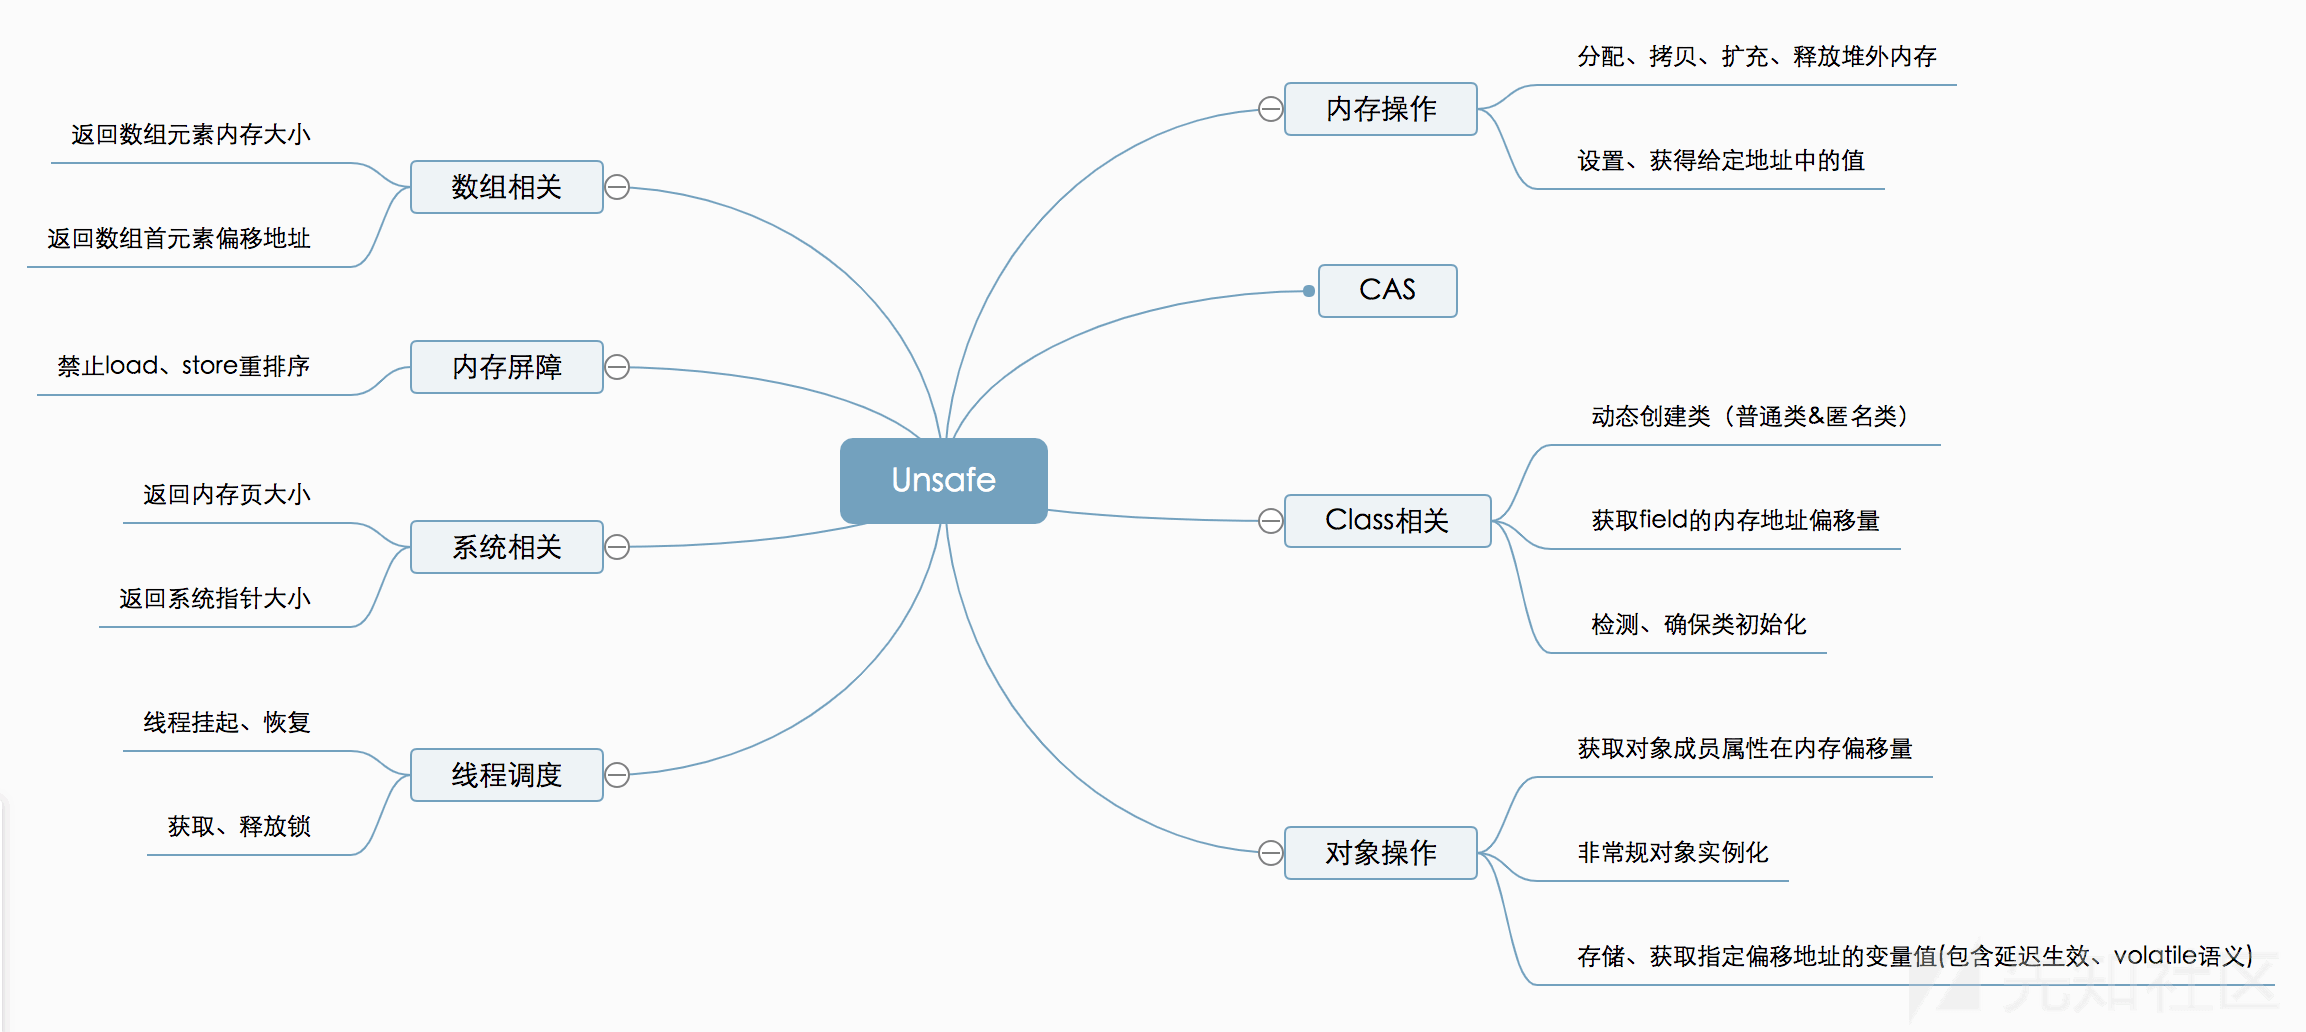 Unsafe
内存操作
分配、拷贝、扩充、释放堆外内存
设置、获得给定地址中的值
CAS
Class相关
动态创建类（普通类&匿名类）
获取field的内存地址偏移量
检测、确保类初始化
对象操作
获取对象成员属性在内存偏移量
非常规对象实例化
存储、获取指定偏移地址的变量值(包含延迟生效、volatile语义)
数组相关
返回数组元素内存大小
返回数组首元素偏移地址
内存屏障
禁止load、store重排序
系统相关
返回内存页大小
返回系统指针大小
线程调度
线程挂起、恢复
获取、释放锁
先知社区